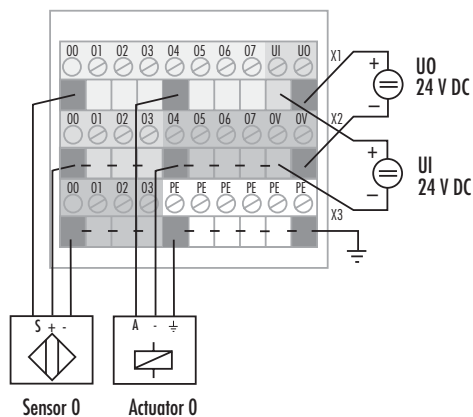 00 01 02 03 04 05 06 07 UI UO
X1
00 01 02 03 04 05 06 07 0V 0V
X2
00 01 02 03 PE PE PE PE PE PE
X3
+
UO
24 V DC
–
+
UI
24 V DC
–
S + -
A -
Sensor 0
Actuator 0